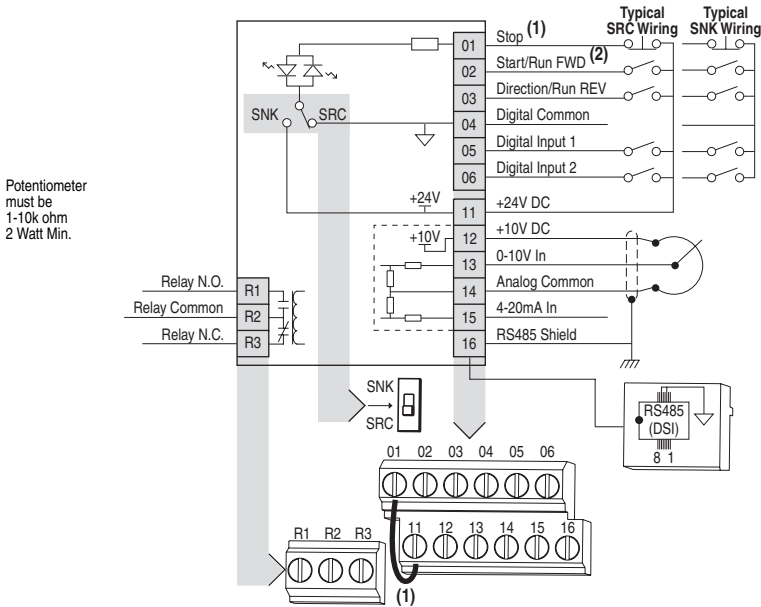 Typical
SRC Wiring
Typical
SNK Wiring
01
Stop (1)
02
Start/Run FWD (2)
03
Direction/Run REV
SNK
SRC
04
Digital Common
05
Digital Input 1
06
Digital Input 2
Potentiometer
must be
1-10k ohm
2 Watt Min.
+24V
11
+24V DC
+10V
12
+10V DC
13
0-10V In
14
Analog Common
15
4-20mA In
16
RS485 Shield
Relay N.O.
R1
Relay Common
R2
Relay N.C.
R3
SNK
SRC
RS485
(DSI)
8 1
01 02 03 04 05 06
11 12 13 14 15 16
R1 R2 R3
(1)